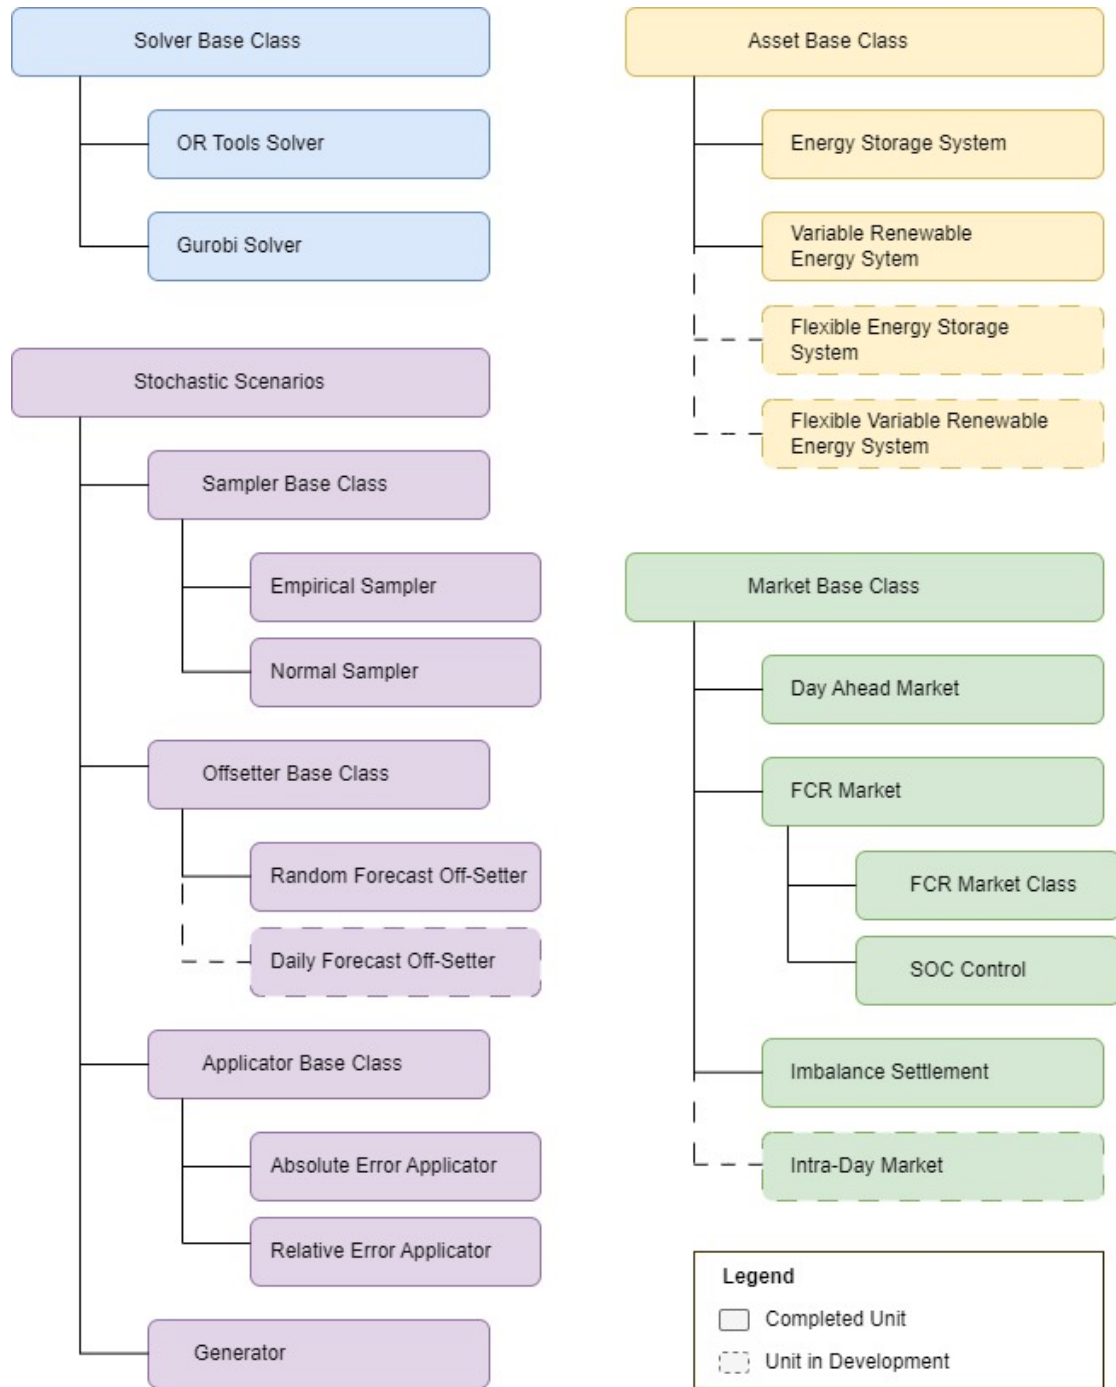 Solver Base Class
OR Tools Solver
Gurobi Solver
Stochastic Scenarios
Sampler Base Class
Empirical Sampler
Normal Sampler
Offsetter Base Class
Random Forecast Off-Setter
Daily Forecast Off-Setter
Applicator Base Class
Absolute Error Applicator
Relative Error Applicator
Generator
Asset Base Class
Energy Storage System
Variable Renewable
Energy Sytem
Flexible Energy Storage
System
Flexible Variable Renewable
Energy System
Market Base Class
Day Ahead Market
FCR Market
FCR Market Class
SOC Control
Imbalance Settlement
Intra-Day Market
Legend
Completed Unit
Unit in Development